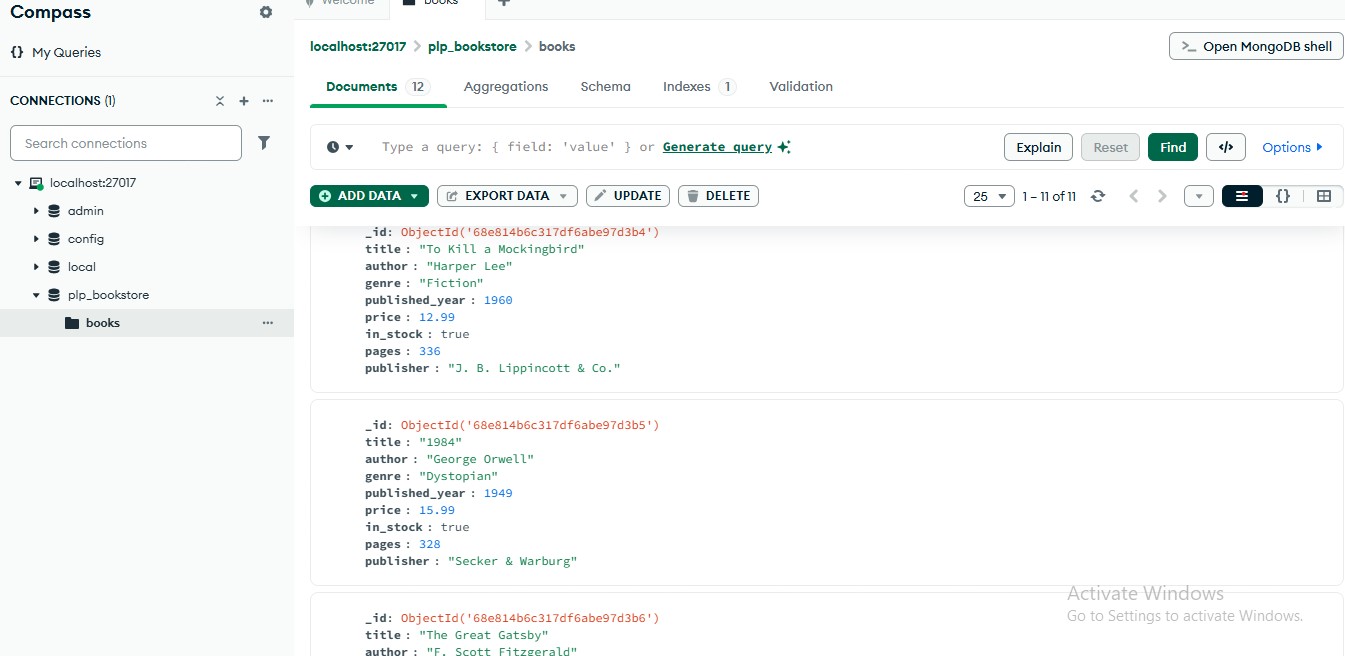 Compass
Welcome
books
My Queries
localhost:27017 > plp_bookstore > books
>_ Open MongoDB shell
CONNECTIONS (1)
Documents 12 Aggregations Schema Indexes 1 Validation
Search connections
Type a query: { field: 'value' } or Generate query
Explain Reset Find </> Options
localhost:27017
admin
config
local
plp_bookstore
books
ADD DATA EXPORT DATA UPDATE DELETE
25 1 – 11 of 11
_id: ObjectId('68e814b6c317df6abe97d3b4')
title : "To Kill a Mockingbird"
author : "Harper Lee"
genre : "Fiction"
published_year : 1960
price : 12.99
in_stock : true
pages : 336
publisher : "J. B. Lippincott & Co."
_id: ObjectId('68e814b6c317df6abe97d3b5')
title : "1984"
author : "George Orwell"
genre : "Dystopian"
published_year : 1949
price : 15.99
in_stock : true
pages : 328
publisher : "Secker & Warburg"
_id: ObjectId('68e814b6c317df6abe97d3b6')
title : "The Great Gatsby"
author : "F. Scott Fitzgerald"
Activate Windows
Go to Settings to activate Windows.